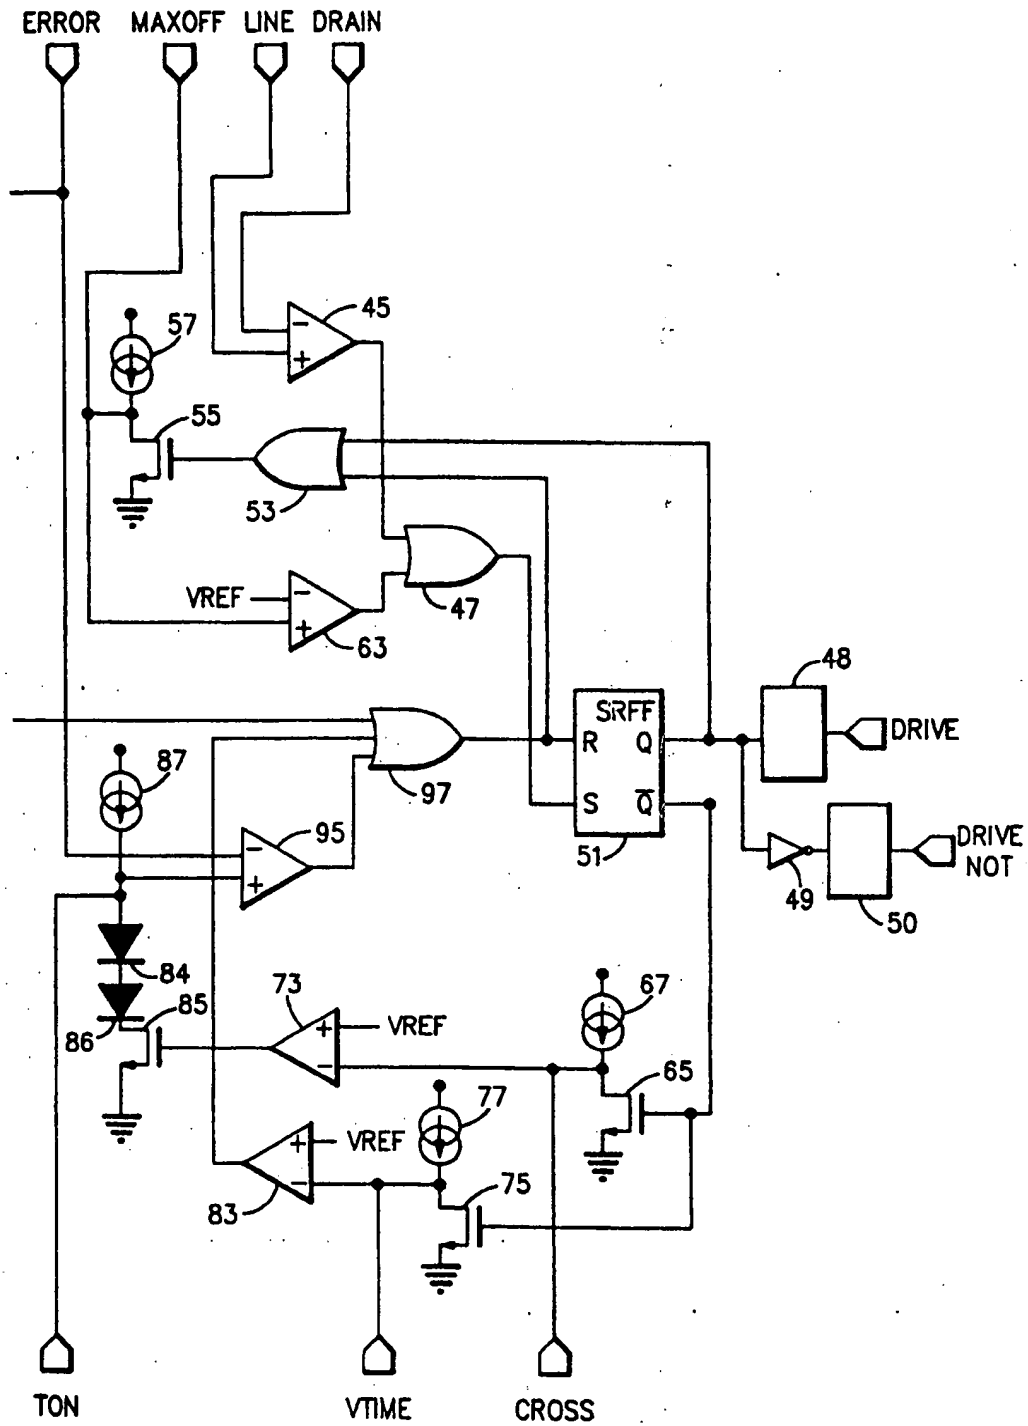 ERROR MAXOFF LINE DRAIN
45
−
+
57
55
53
47
VREF
−
+
63
48
SRFF
R Q
DRIVE
87
97
S Q̅
95
−
+
51
DRIVE
NOT
49
50
84
73
67
85
+
VREF
86
−
65
77
+
VREF
75
−
83
TON
VTIME
CROSS